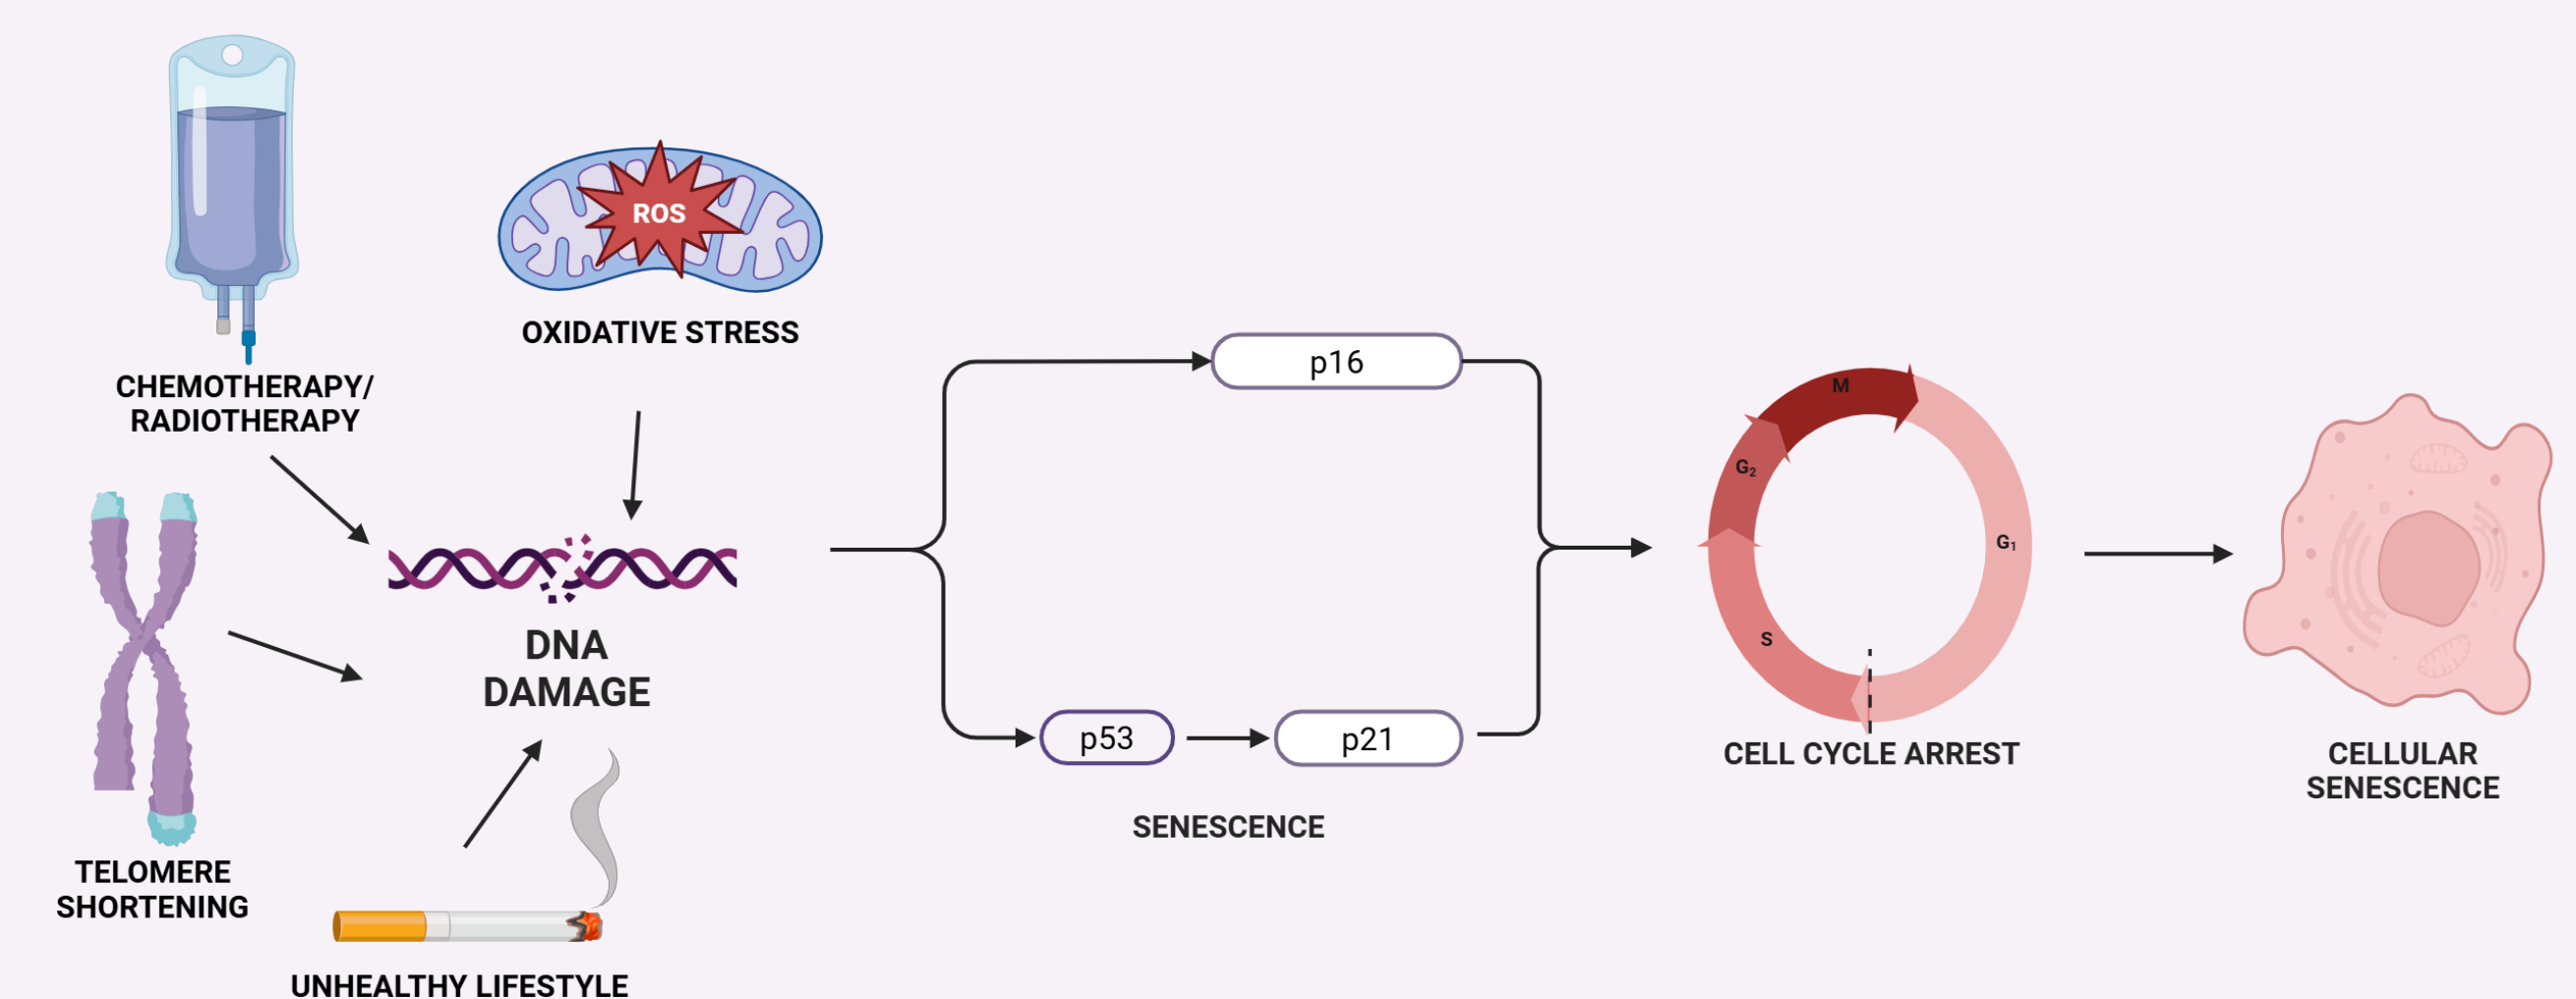 ROS
OXIDATIVE STRESS
CHEMOTHERAPY/
RADIOTHERAPY
TELOMERE
SHORTENING
DNA
DAMAGE
UNHEALTHY LIFESTYLE
p16
p53
p21
SENESCENCE
M
G₂
G₁
S
CELL CYCLE ARREST
CELLULAR
SENESCENCE